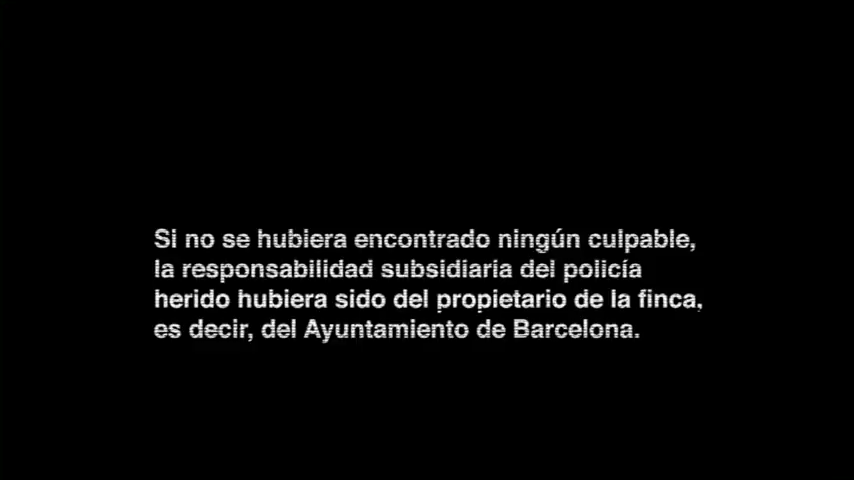 Si no se hubiera encontrado ningún culpable,
la responsabilidad subsidiaria del policía
herido hubiera sido del propietario de la finca,
es decir, del Ayuntamiento de Barcelona.